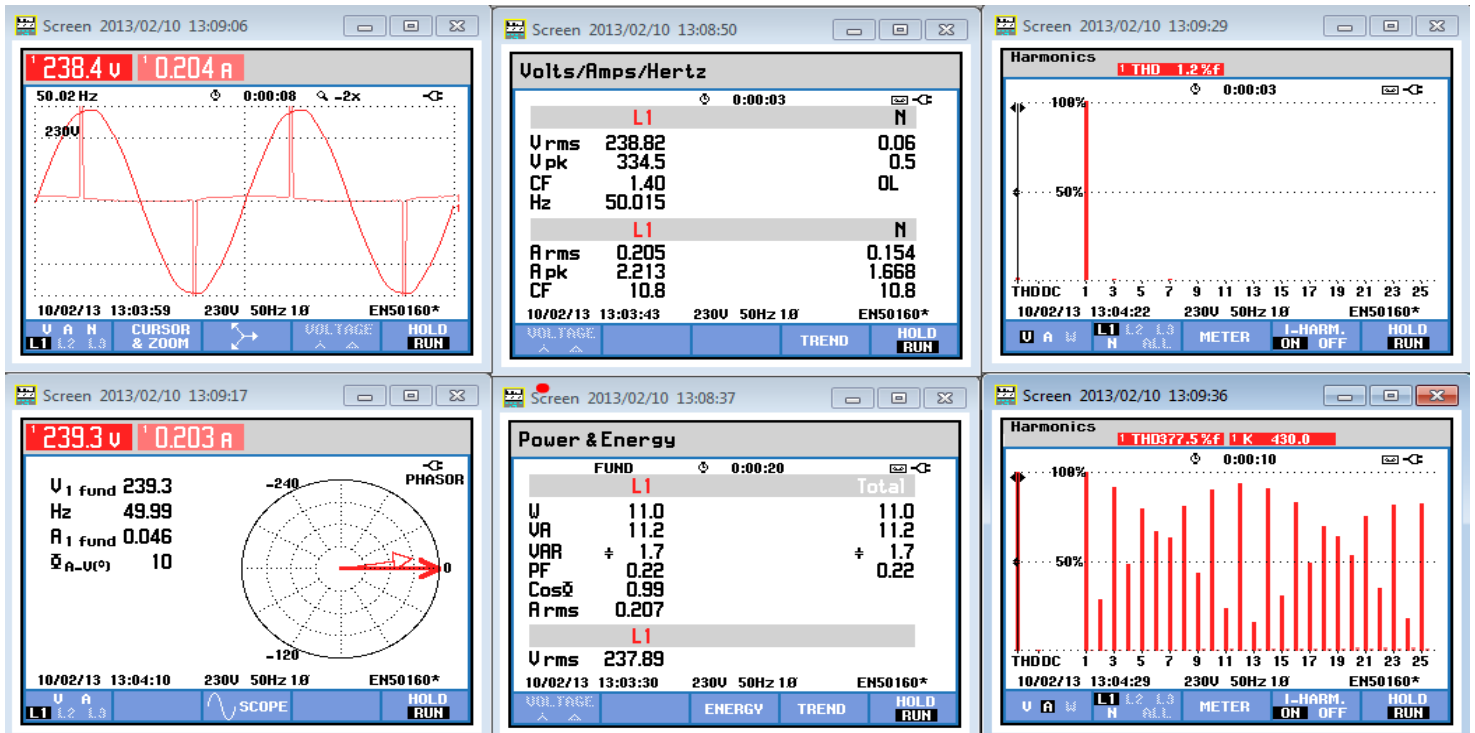 Screen 2013/02/10 13:09:06
1 238.4 V 1 0.204 A
50.02 Hz 0:00:08 -2x
230V
1
10/02/13 13:03:59 230V 50Hz 1Ø EN50160*
V A N CURSOR VOLTAGE HOLD
L1 L2 L3 & ZOOM RUN
Screen 2013/02/10 13:08:50
Volts/Amps/Hertz
0:00:03
L1 N
V rms 238.82 0.06
V pk 334.5 0.5
CF 1.40 OL
Hz 50.015
L1 N
A rms 0.205 0.154
A pk 2.213 1.668
CF 10.8 10.8
10/02/13 13:03:43 230V 50Hz 1Ø EN50160*
VOLTAGE TREND HOLD
RUN
Screen 2013/02/10 13:09:29
Harmonics
1 THD 1.2%f
0:00:03
100%
50%
THDDC 1 3 5 7 9 11 13 15 17 19 21 23 25
10/02/13 13:04:22 230V 50Hz 1Ø EN50160*
V A W L1 L2 L3 METER I-HARM. HOLD
N ALL ON OFF RUN
Screen 2013/02/10 13:09:17
1 239.3 V 1 0.203 A
PHASOR
V1 fund 239.3
Hz 49.99
A1 fund 0.046
Φ A-V(°) 10
-240
0
-120
10/02/13 13:04:10 230V 50Hz 1Ø EN50160*
V A SCOPE HOLD
L1 L2 L3 RUN
Screen 2013/02/10 13:08:37
Power & Energy
FUND 0:00:20
L1 Total
W 11.0 11.0
VA 11.2 11.2
VAR 1.7 1.7
PF 0.22 0.22
CosΦ 0.99
A rms 0.207
L1
V rms 237.89
10/02/13 13:03:30 230V 50Hz 1Ø EN50160*
VOLTAGE ENERGY TREND HOLD
RUN
Screen 2013/02/10 13:09:36
Harmonics
1 THD377.5%f 1 K 430.0
0:00:10
100%
50%
THDDC 1 3 5 7 9 11 13 15 17 19 21 23 25
10/02/13 13:04:29 230V 50Hz 1Ø EN50160*
V A W L1 L2 L3 METER I-HARM. HOLD
N ALL ON OFF RUN